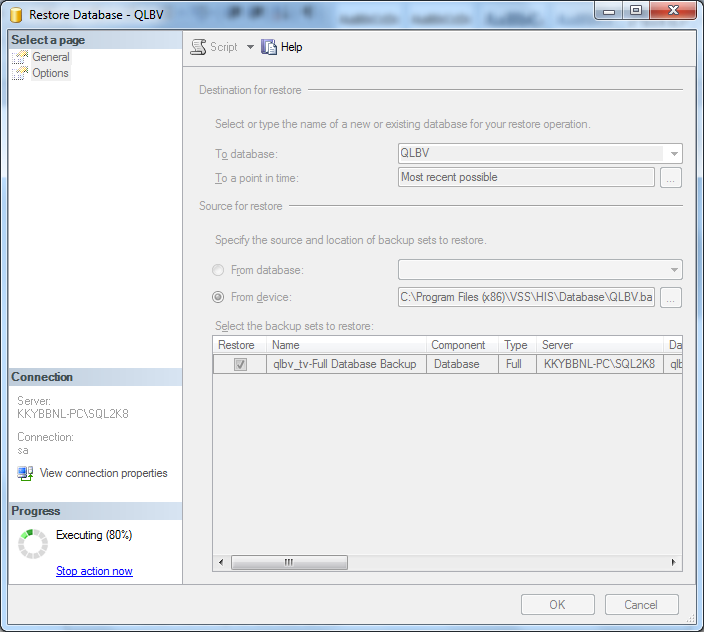 Restore Database - QLBV
Select a page
General
Options
Script
Help
Destination for restore
Select or type the name of a new or existing database for your restore operation.
To database:
QLBV
To a point in time:
Most recent possible
...
Source for restore
Specify the source and location of backup sets to restore.
From database:
From device:
C:\Program Files (x86)\VSS\HIS\Database\QLBV.ba
...
Select the backup sets to restore:
Restore Name Component Type Server Da
qlbv_tv-Full Database Backup Database Full KKYBBNL-PC\SQL2K8 qlb
Connection
Server:
KKYBBNL-PC\SQL2K8
Connection:
sa
View connection properties
Progress
Executing (80%)
Stop action now
OK
Cancel